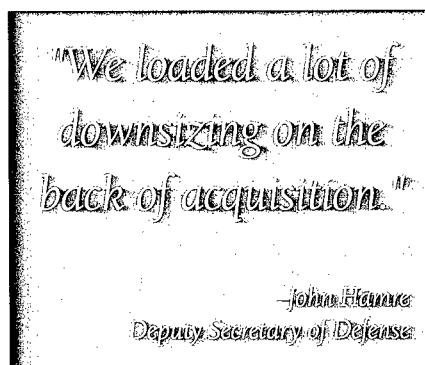 "We loaded a lot of
downsizing on the
back of acquisition."
–John Hamre
Deputy Secretary of Defense